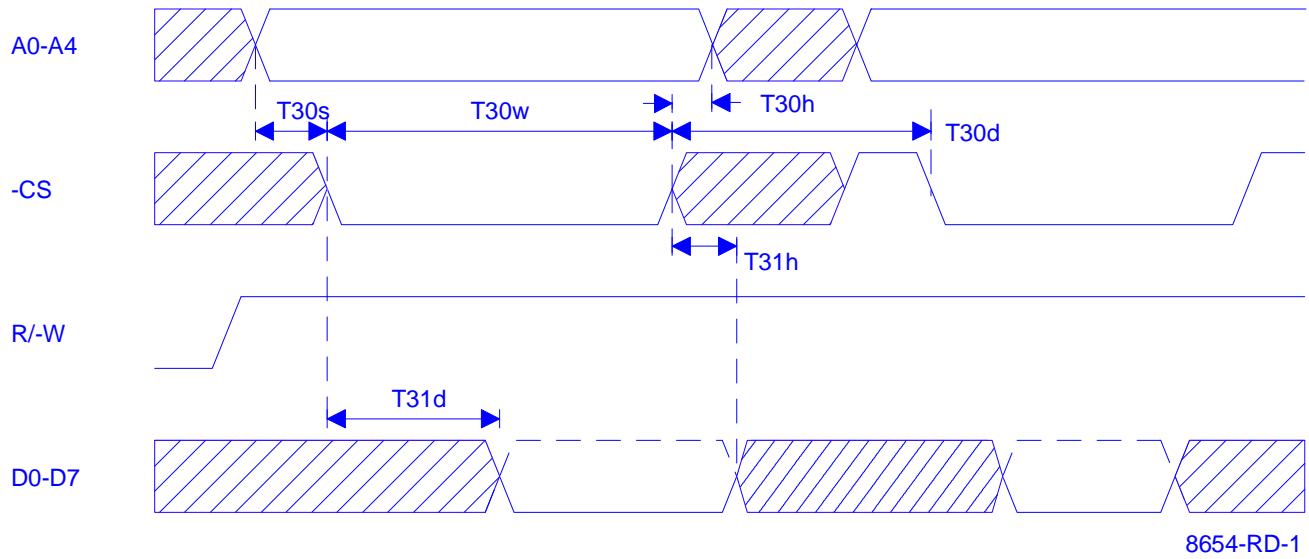 A0-A4
T30s
T30w
T30h
T30d
-CS
T31h
R/-W
T31d
D0-D7
8654-RD-1